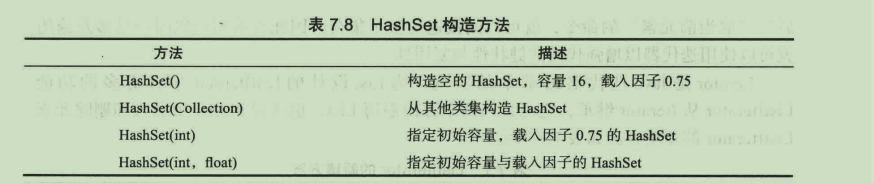 表 7.8 HashSet 构造方法
方法 描述
HashSet() 构造空的 HashSet，容量 16，载入因子 0.75
HashSet(Collection) 从其他类集构造 HashSet
HashSet(int) 指定初始容量，载入因子 0.75 的 HashSet
HashSet(int，float) 指定初始容量与载入因子的 HashSet